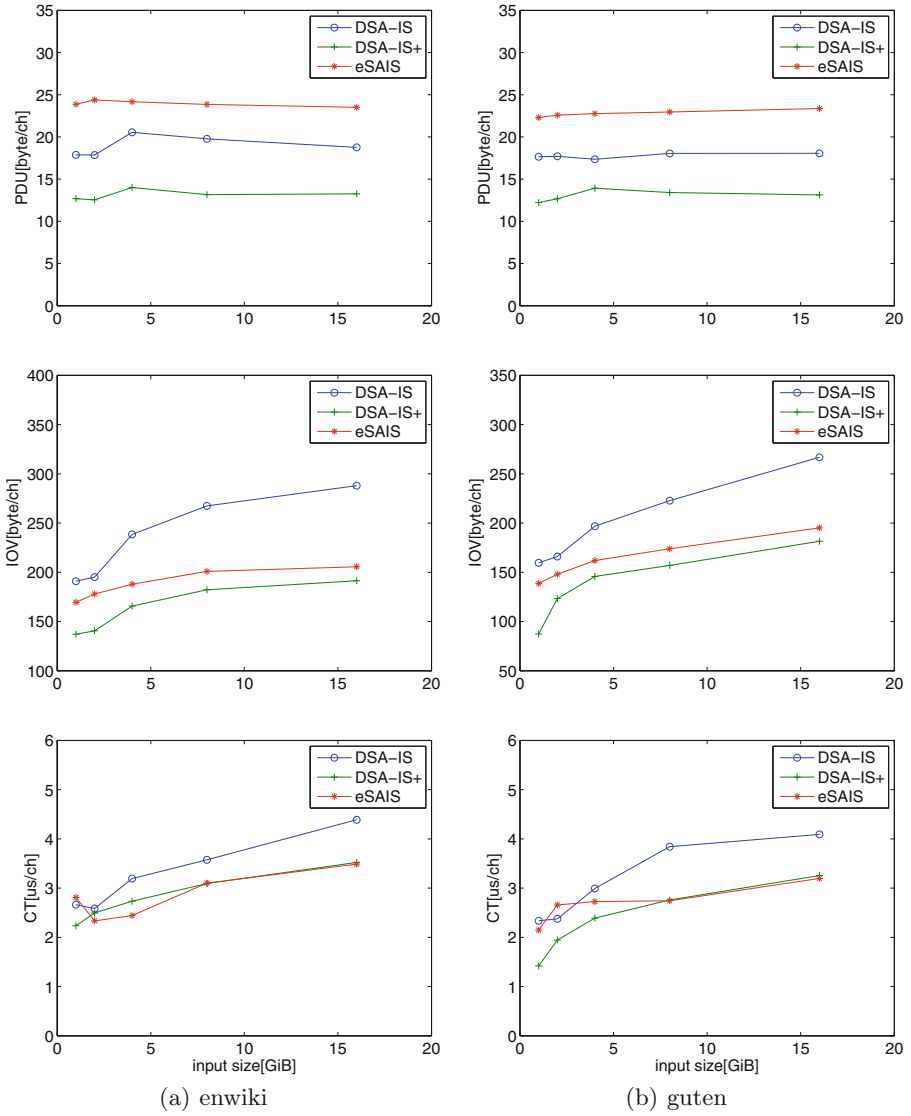 35
30
25
20
15
10
5
0
PDU[byte/ch]
0 5 10 15 20
DSA-IS
DSA-IS+
eSAIS
35
30
25
20
15
10
5
0
PDU[byte/ch]
0 5 10 15 20
DSA-IS
DSA-IS+
eSAIS
400
350
300
250
200
150
100
IOV[byte/ch]
0 5 10 15 20
DSA-IS
DSA-IS+
eSAIS
350
300
250
200
150
100
50
IOV[byte/ch]
0 5 10 15 20
DSA-IS
DSA-IS+
eSAIS
6
5
4
3
2
1
0
CT[us/ch]
0 5 10 15 20
input size[GiB]
DSA-IS
DSA-IS+
eSAIS
(a) enwiki
6
5
4
3
2
1
0
CT[us/ch]
0 5 10 15 20
input size[GiB]
DSA-IS
DSA-IS+
eSAIS
(b) guten